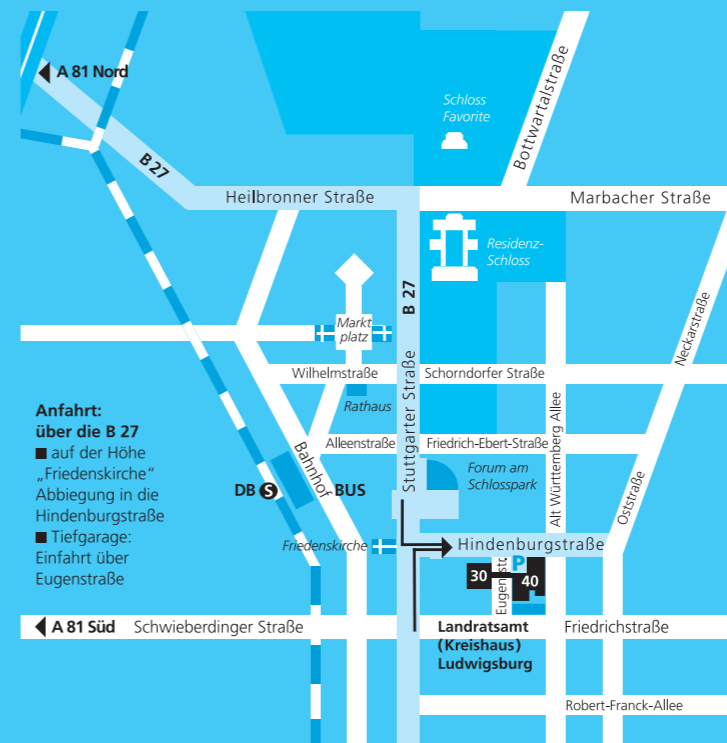 A 81 Nord
B 27
Schloss
Favorite
Bottwartalstraße
Heilbronner Straße
Marbacher Straße
Residenz-
Schloss
B 27
Neckarstraße
Markt
platz
Wilhelmstraße
Schorndorfer Straße
Stuttgarter Straße
Rathaus
Alt Württemberg Allee
Anfahrt:
über die B 27
■ auf der Höhe
„Friedenskirche“
Abbiegung in die
Hindenburgstraße
■ Tiefgarage:
Einfahrt über
Eugenstraße
Alleenstraße
Friedrich-Ebert-Straße
Bahnhof
Forum am
Schlosspark
DB S
BUS
Oststraße
Friedenskirche
Hindenburgstraße
P
30
40
A 81 Süd
Schwieberdinger Straße
Landratsamt
(Kreishaus)
Ludwigsburg
Friedrichstraße
Robert-Franck-Allee